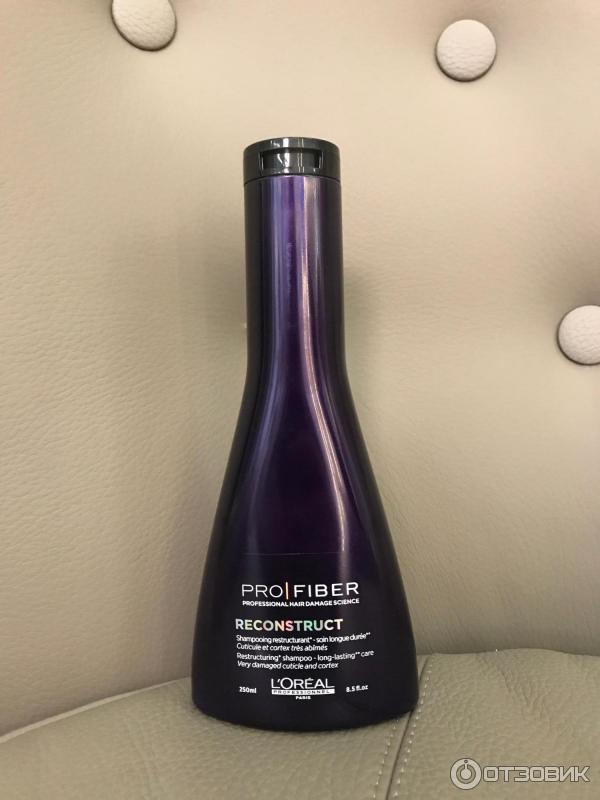 PRO|FIBER
PROFESSIONAL HAIR DAMAGE SCIENCE
RECONSTRUCT
Shampooing restructurant* - soin longue durée**
Cuticule et cortex très abîmés
Restructuring* shampoo - long-lasting** care
Very damaged cuticle and cortex
250ml L'ORÉAL 8.5 fl.oz
PROFESSIONNEL
PARIS
ОТЗОВИК